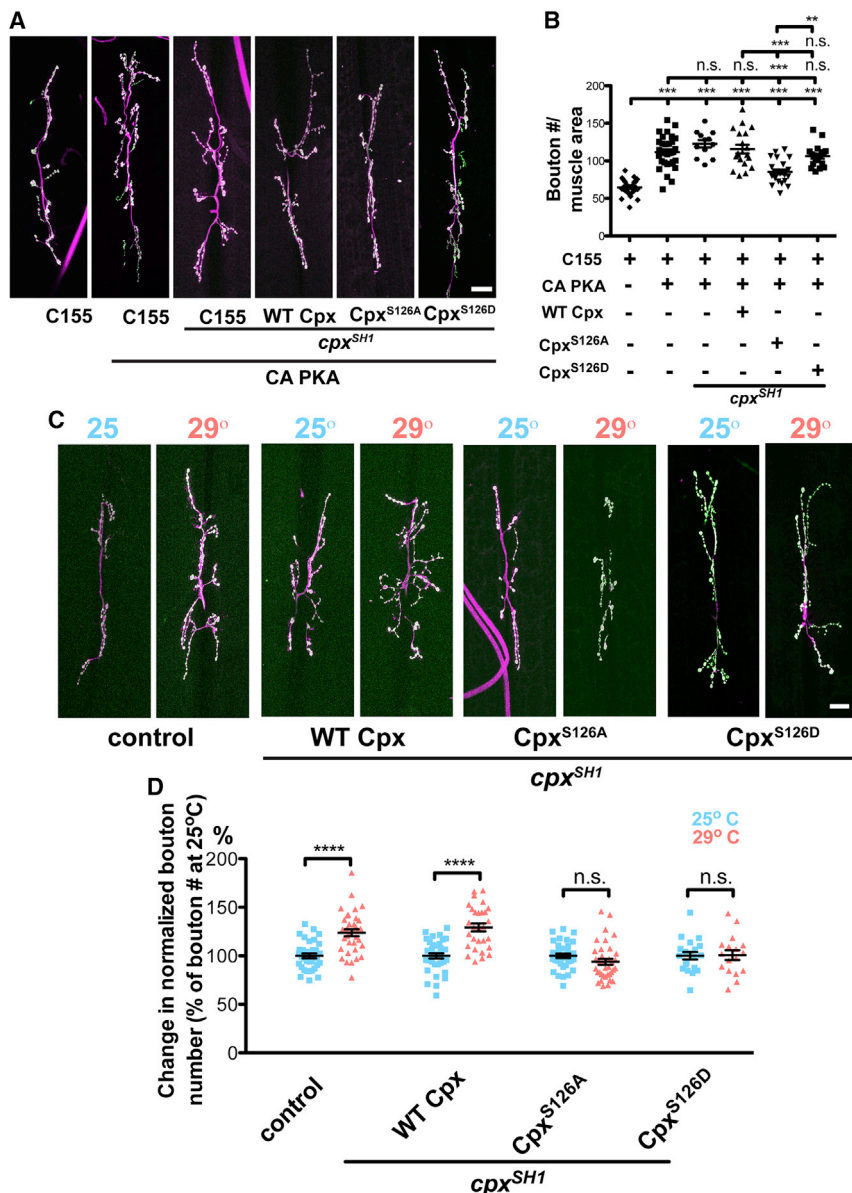 A
C155 C155 C155 WT Cpx Cpx^S126A Cpx^S126D
cpx^SH1
CA PKA
B
**
*** n.s.
n.s. n.s. *** n.s.
*** *** *** *** ***
Bouton #/
muscle area
200
150
100
50
0
C155 + + + + + +
CA PKA - + + + + +
WT Cpx - - - + - -
Cpx^S126A - - - - + -
Cpx^S126D - - - - - +
cpx^SH1
C
25 29° 25° 29° 25° 29° 25° 29°
control WT Cpx Cpx^S126A Cpx^S126D
cpx^SH1
D
Change in normalized bouton
number (% of bouton # at 25°C)
%
200
150
100
50
0
25° C
29° C
**** **** n.s. n.s.
control WT Cpx Cpx^S126A Cpx^S126D
cpx^SH1